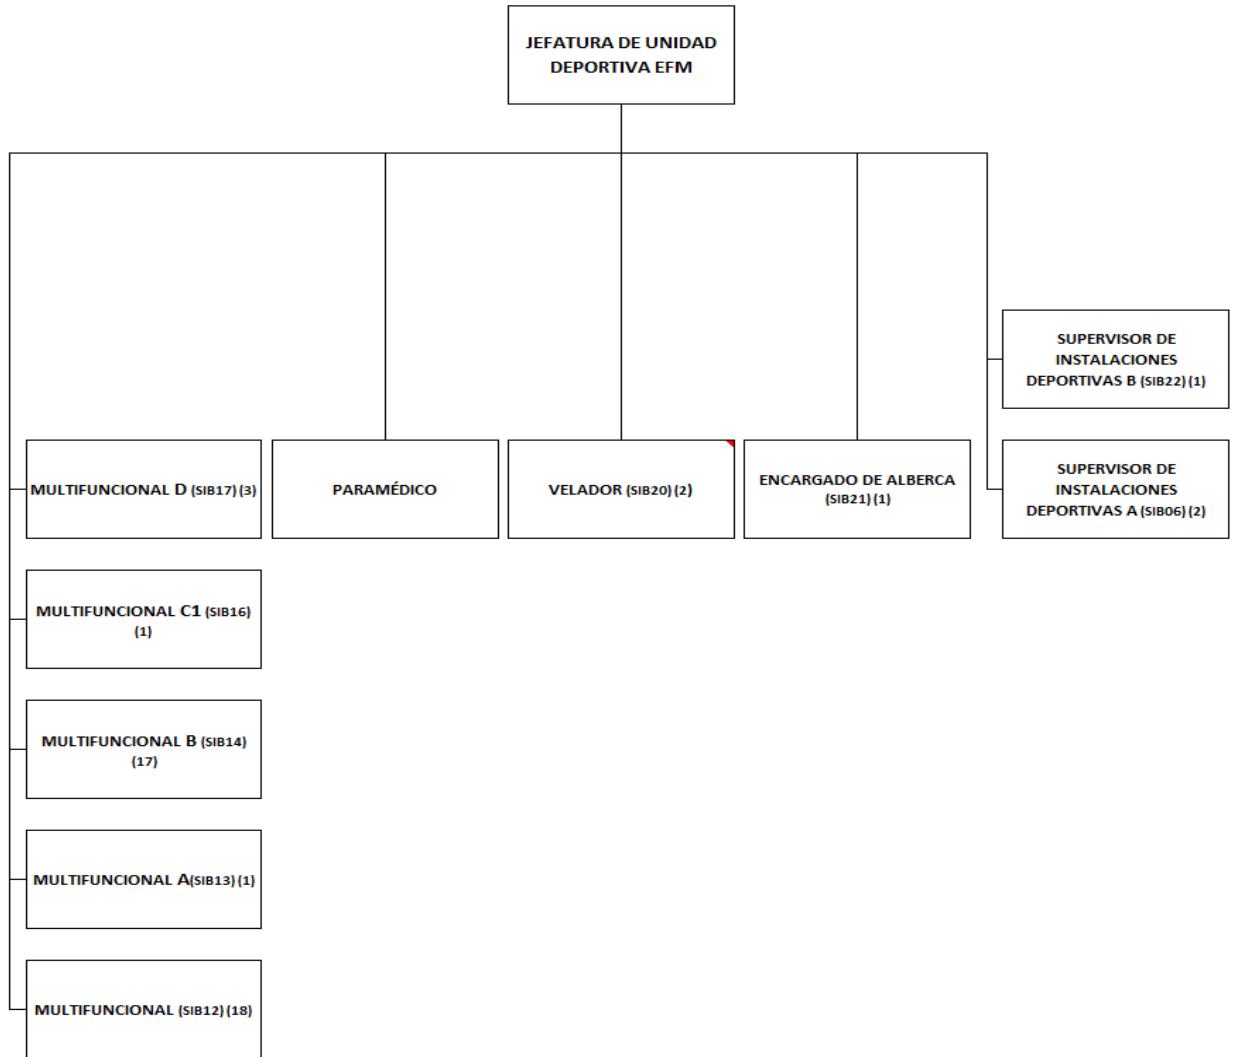 JEFATURA DE UNIDAD
DEPORTIVA EFM
SUPERVISOR DE
INSTALACIONES
DEPORTIVAS B (SIB22) (1)
MULTIFUNCIONAL D (SIB17) (3)
PARAMÉDICO
VELADOR (SIB20) (2)
ENCARGADO DE ALBERCA
(SIB21) (1)
SUPERVISOR DE
INSTALACIONES
DEPORTIVAS A (SIB06) (2)
MULTIFUNCIONAL C1 (SIB16)
(1)
MULTIFUNCIONAL B (SIB14)
(17)
MULTIFUNCIONAL A(SIB13) (1)
MULTIFUNCIONAL (SIB12) (18)